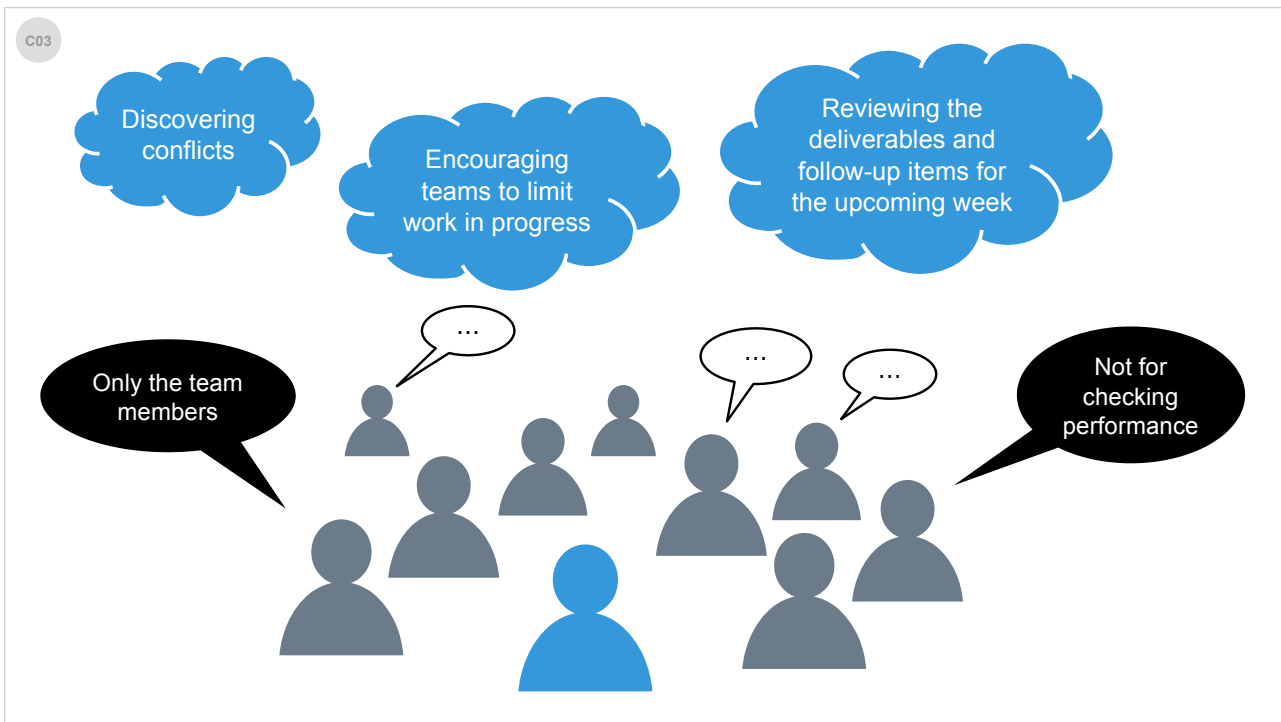 C03
Discovering
conflicts
Encouraging
teams to limit
work in progress
Reviewing the
deliverables and
follow-up items for
the upcoming week
...
...
...
Only the team
members
Not for
checking
performance